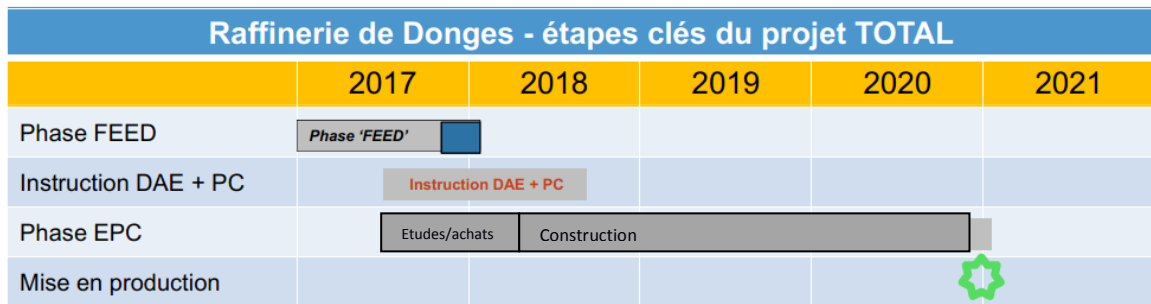 Raffinerie de Donges - étapes clés du projet TOTAL
2017 2018 2019 2020 2021
Phase FEED Phase ‘FEED’
Instruction DAE + PC Instruction DAE + PC
Phase EPC Etudes/achats Construction
Mise en production